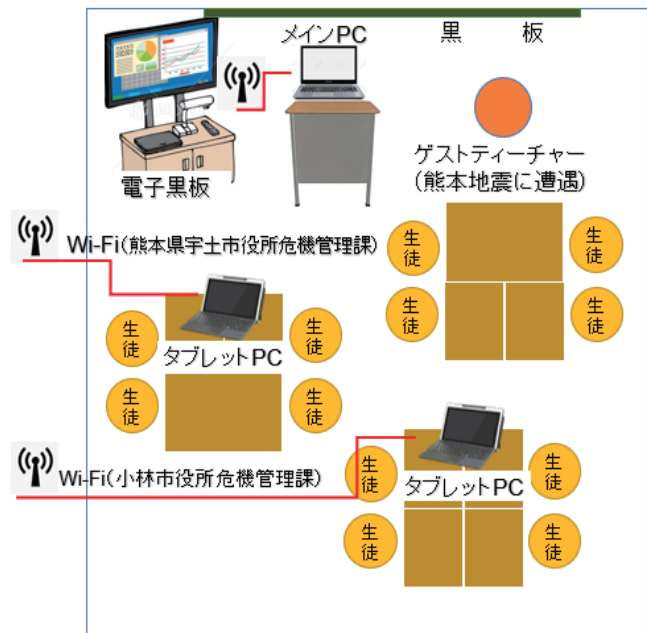 メインPC
黒 板
電子黒板
ゲストティーチャー
(熊本地震に遭遇)
Wi-Fi(熊本県宇土市役所危機管理課)
生徒
生徒
生徒
生徒
生徒
生徒
タブレットPC
生徒
生徒
Wi-Fi(小林市役所危機管理課)
生徒
生徒
タブレットPC
生徒
生徒